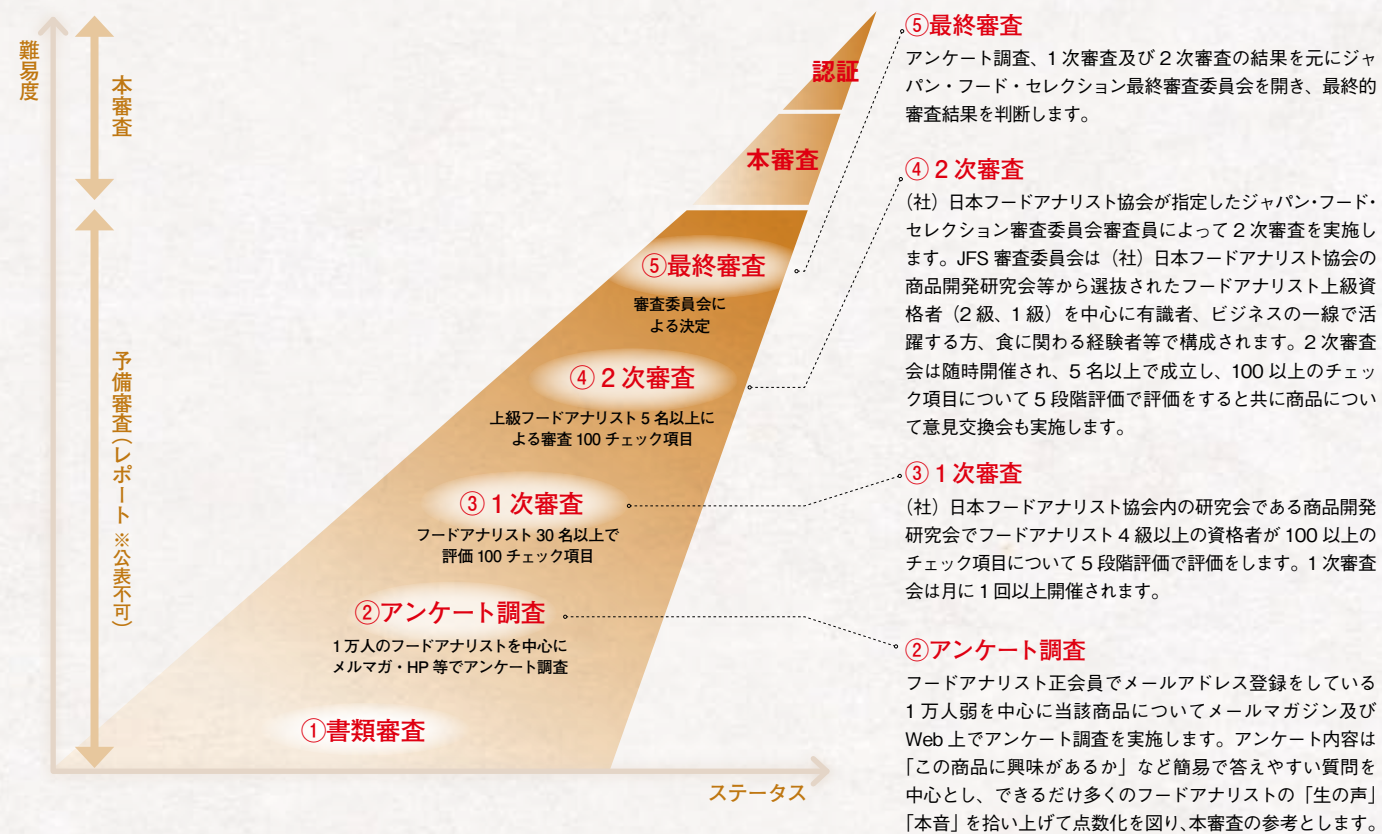 難易度
本審査
予備審査（レポート ※公表不可）
認証
本審査
⑤最終審査
審査委員会に
よる決定
④２次審査
上級フードアナリスト５名以上に
よる審査 100 チェック項目
③１次審査
フードアナリスト 30 名以上で
評価 100 チェック項目
②アンケート調査
１万人のフードアナリストを中心に
メルマガ・HP 等でアンケート調査
①書類審査
ステータス
⑤最終審査
アンケート調査、１次審査及び２次審査の結果を元にジャ
パン・フード・セレクション最終審査委員会を開き、最終的
審査結果を判断します。
④２次審査
（社）日本フードアナリスト協会が指定したジャパン・フード・
セレクション審査委員会審査員によって２次審査を実施し
ます。JFS 審査委員会は（社）日本フードアナリスト協会の
商品開発研究会等から選抜されたフードアナリスト上級資
格者（２級、１級）を中心に有識者、ビジネスの一線で活
躍する方、食に関わる経験者等で構成されます。２次審査
会は随時開催され、５名以上で成立し、100 以上のチェッ
ク項目について５段階評価で評価をすると共に商品につい
て意見交換会も実施します。
③１次審査
（社）日本フードアナリスト協会内の研究会である商品開発
研究会でフードアナリスト４級以上の資格者が 100 以上の
チェック項目について５段階評価で評価をします。１次審査
会は月に１回以上開催されます。
②アンケート調査
フードアナリスト正会員でメールアドレス登録をしている
１万人弱を中心に当該商品についてメールマガジン及び
Web 上でアンケート調査を実施します。アンケート内容は
「この商品に興味があるか」など簡易で答えやすい質問を
中心とし、できるだけ多くのフードアナリストの「生の声」
「本音」を拾い上げて点数化を図り、本審査の参考とします。